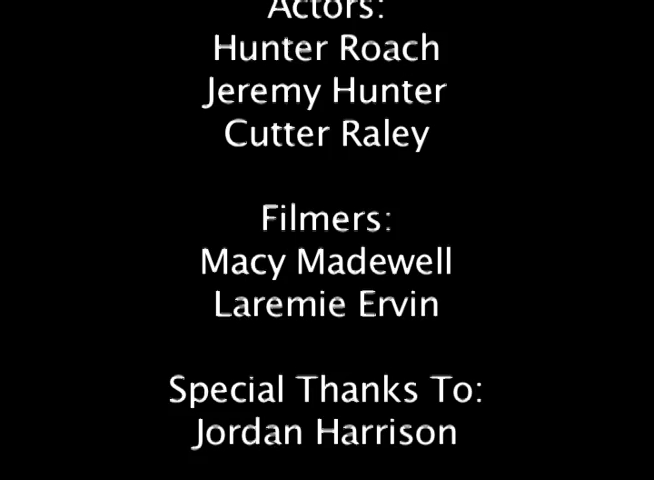 Actors:
Hunter Roach
Jeremy Hunter
Cutter Raley
Filmers:
Macy Madewell
Laremie Ervin
Special Thanks To:
Jordan Harrison